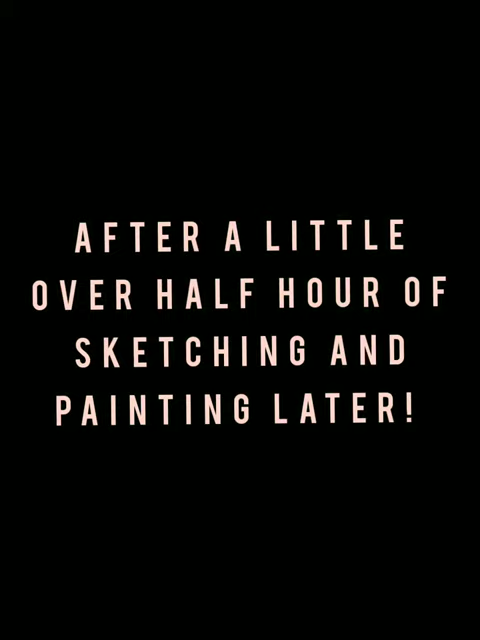 AFTER A LITTLE
OVER HALF HOUR OF
SKETCHING AND
PAINTING LATER!